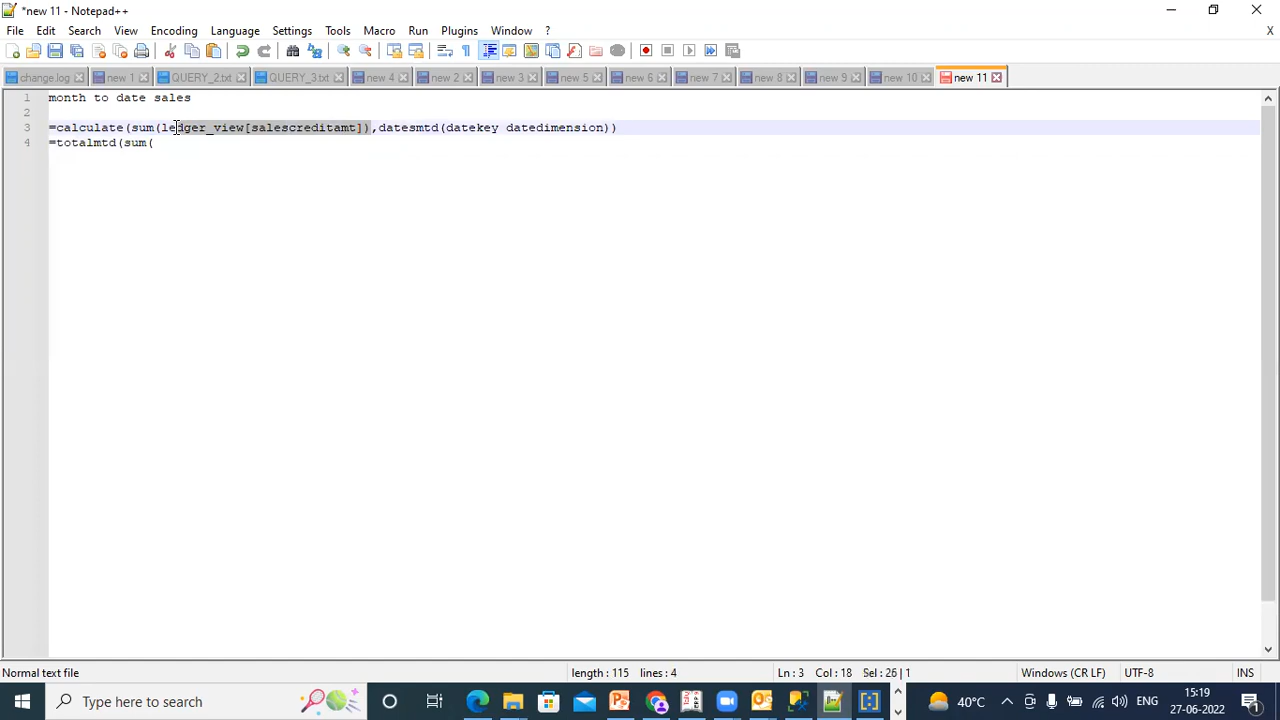 *new 11 - Notepad++
File Edit Search View Encoding Language Settings Tools Macro Run Plugins Window ? X
change.log new 1 QUERY_2.txt QUERY_3.txt new 4 new 2 new 3 new 5 new 6 new 7 new 8 new 9 new 10 new 11
1 month to date sales
2
3 =calculate(sum(ledger_view[salescreditamt]),datesmtd(datekey datedimension))
4 =totalmtd(sum(
Normal text file length : 115 lines : 4 Ln : 3 Col : 18 Sel : 26 | 1 Windows (CR LF) UTF-8 INS
Type here to search 40°C ENG 15:19
27-06-2022